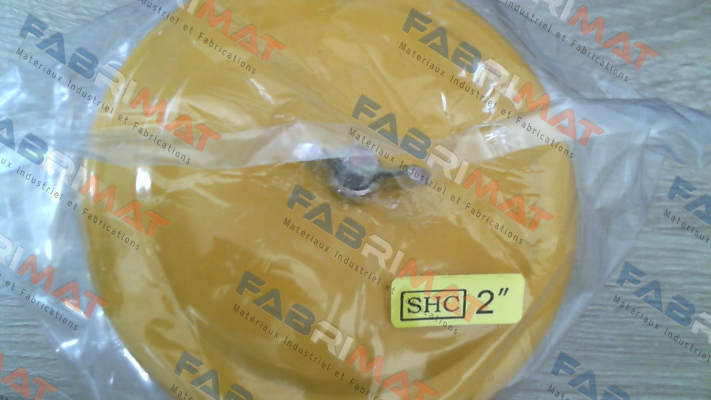 SHC 2"
FABRIMAT
Materiaux Industriel et Fabrications